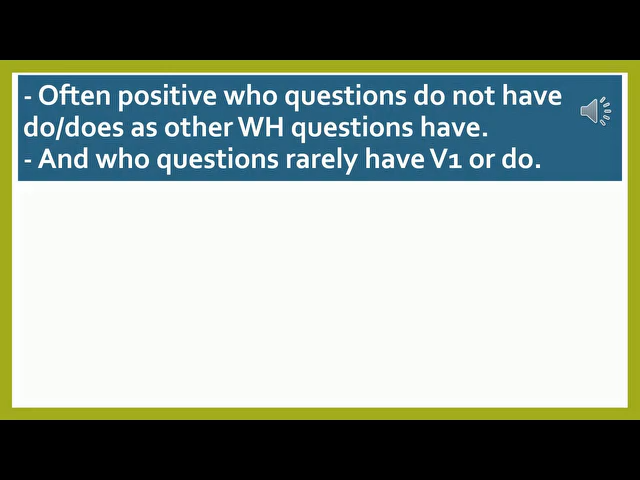 - Often positive who questions do not have
do/does as other WH questions have.
- And who questions rarely have V1 or do.